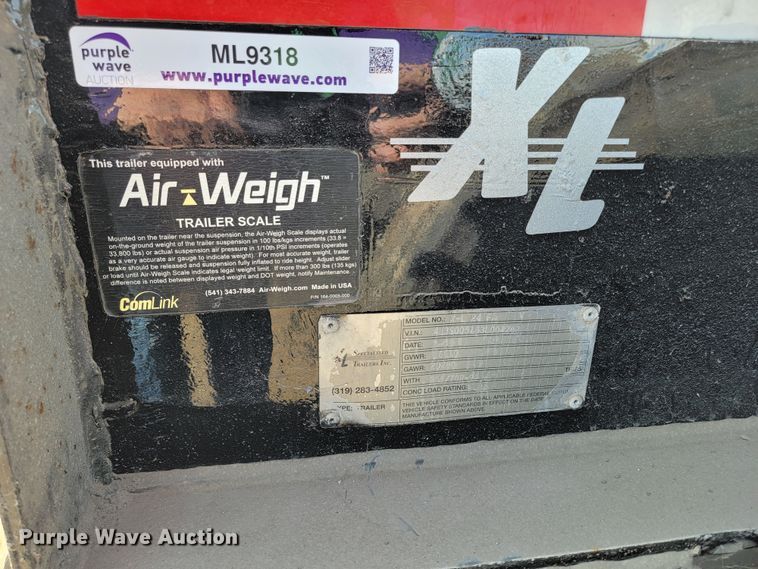 purple
wave
AUCTION
ML9318
www.purplewave.com
XL
This trailer equipped with
Air-Weigh™
TRAILER SCALE
Mounted on the trailer near the suspension, the Air-Weigh Scale displays actual
on-the-ground weight of the trailer suspension in 100 lbs/kgs increments (33.8 =
33,800 lbs) or actual suspension air pressure in 1/10th PSI increments (operates
as a very accurate air gauge to indicate weight). For most accurate weight, trailer
brake should be released and suspension fully inflated to ride height. Adjust slider
or load until Air-Weigh Scale indicates legal weight limit. If more than 300 lbs (135 kgs)
difference is noted between displayed weight and DOT weight, notify Maintenance.
(541) 343-7884 Air-Weigh.com Made in USA
ComLink
XL SPECIALIZED
TRAILERS INC.
(319) 283-4852
TYPE: TRAILER
MODEL NO.:
V.I.N.:
DATE:
GVWR:
GAWR:
WITH
CONC LOAD RATING:
THIS VEHICLE CONFORMS TO ALL APPLICABLE FEDERAL MOTOR
VEHICLE SAFETY STANDARDS IN EFFECT ON THE DATE OF
MANUFACTURE SHOWN ABOVE.
Purple Wave Auction